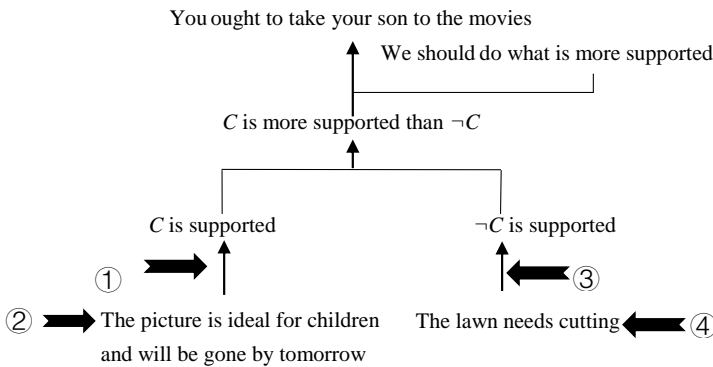 You ought to take your son to the movies
We should do what is more supported
C is more supported than ¬C
C is supported
¬C is supported
①
③
②
The picture is ideal for children
and will be gone by tomorrow
The lawn needs cutting
④